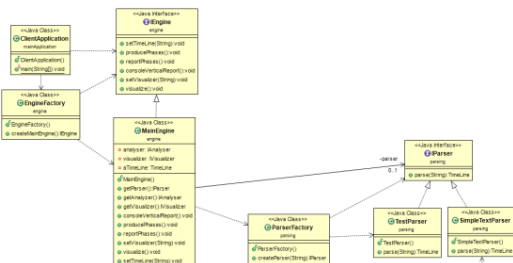 <<Java Interface>>
IEngine
engine
setTimeLine(String):void
producePhases():void
reportPhases():void
consoleVerticalReport():void
setVisualizer(String):void
visualize():void
<<Java Class>>
ClientApplication
mainApplication
ClientApplication()
main(String[]):void
<<Java Class>>
EngineFactory
engine
EngineFactory()
createMainEngine():IEngine
<<Java Class>>
MainEngine
engine
analyser: IAnalyser
visualizer: IVisualizer
aTimeLine: TimeLine
MainEngine()
getParser():IParser
getAnalyser():IAnalyser
getVisualizer():IVisualizer
consoleVerticalReport():void
producePhases():void
reportPhases():void
setVisualizer(String):void
visualize():void
setTimeLine(String):void
-parser
0..1
<<Java Interface>>
IParser
parsing
parse(String):TimeLine
<<Java Class>>
ParserFactory
parsing
ParserFactory()
createParser(String):IParser
<<Java Class>>
TestParser
parsing
TestParser()
parse(String):TimeLine
<<Java Class>>
SimpleTextParser
parsing
SimpleTextParser()
parse(String):TimeLine